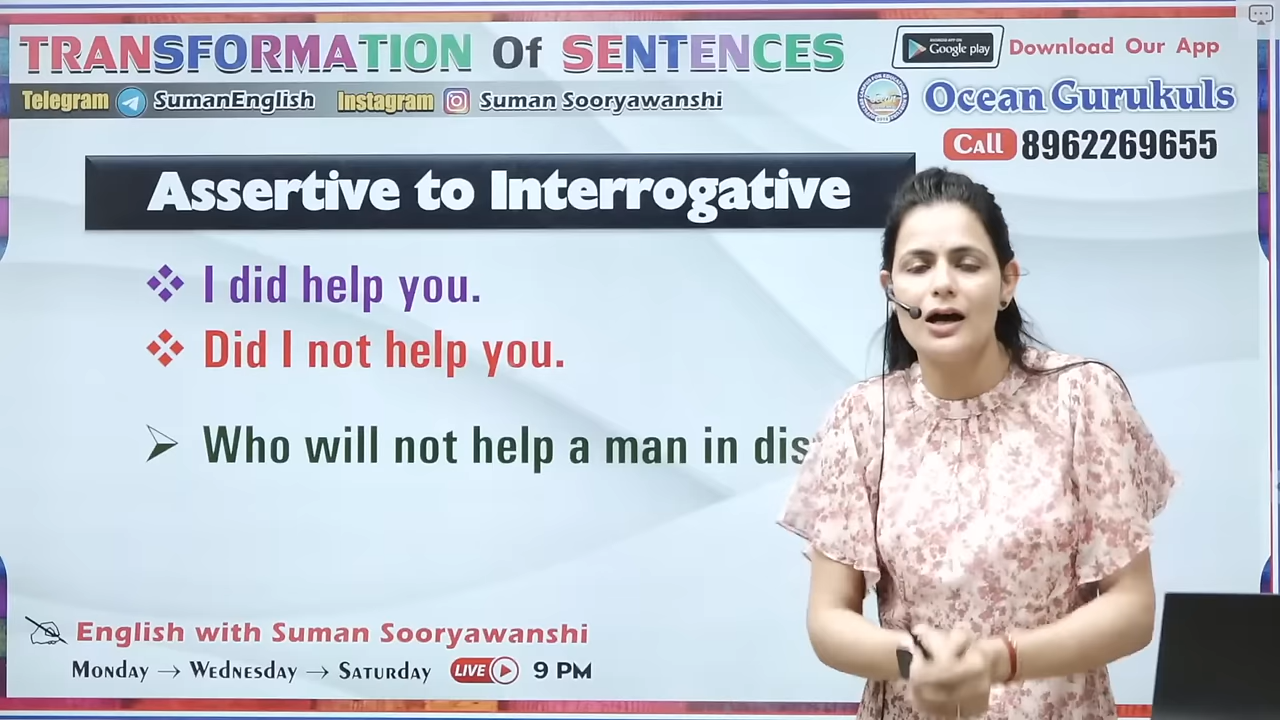 TRANSFORMATION Of SENTENCES
Google play Download Our App
Telegram SumanEnglish Instagram Suman Sooryawanshi
Ocean Gurukuls
Call 8962269655
Assertive to Interrogative
I did help you.
Did I not help you.
Who will not help a man in dis
English with Suman Sooryawanshi
Monday → Wednesday → Saturday LIVE 9 PM